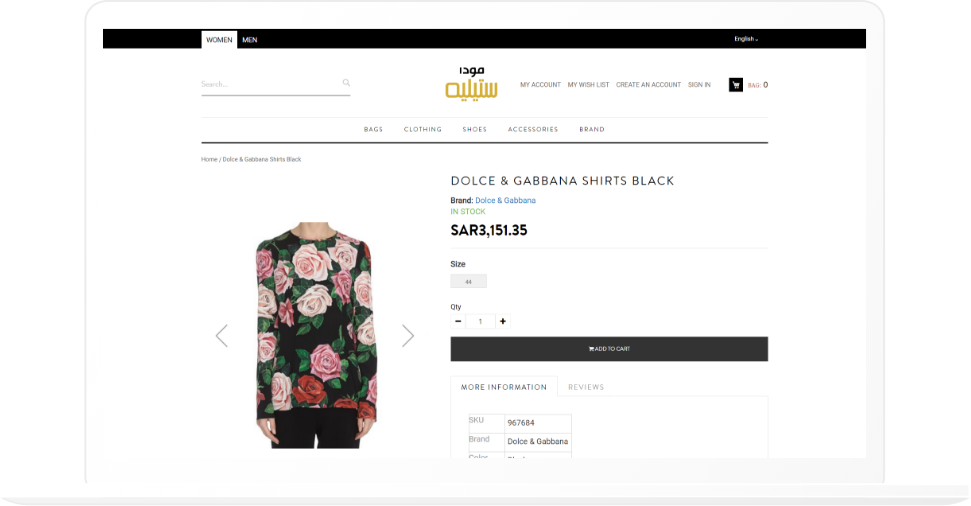 WOMEN MEN English
مودا
ستيليه
Search...
MY ACCOUNT MY WISH LIST CREATE AN ACCOUNT SIGN IN BAG: 0
BAGS CLOTHING SHOES ACCESSORIES BRAND
Home / Dolce & Gabbana Shirts Black
DOLCE & GABBANA SHIRTS BLACK
Brand: Dolce & Gabbana
IN STOCK
SAR3,151.35
Size
44
Qty
− 1 +
ADD TO CART
MORE INFORMATION REVIEWS
SKU 967684
Brand Dolce & Gabbana
Color